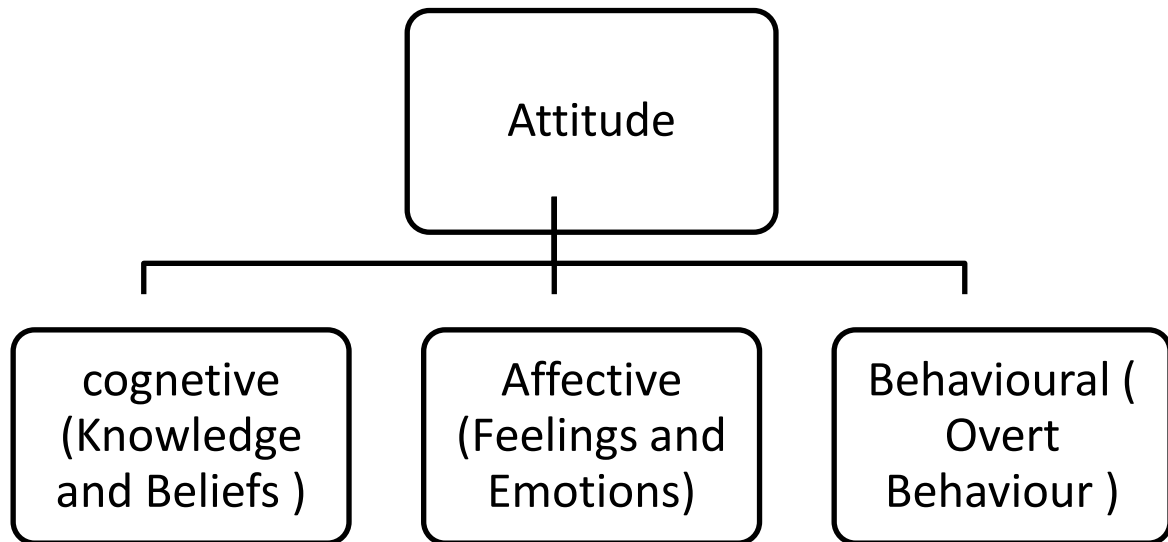 Attitude
cognetive
(Knowledge
and Beliefs )
Affective
(Feelings and
Emotions)
Behavioural (
Overt
Behaviour )